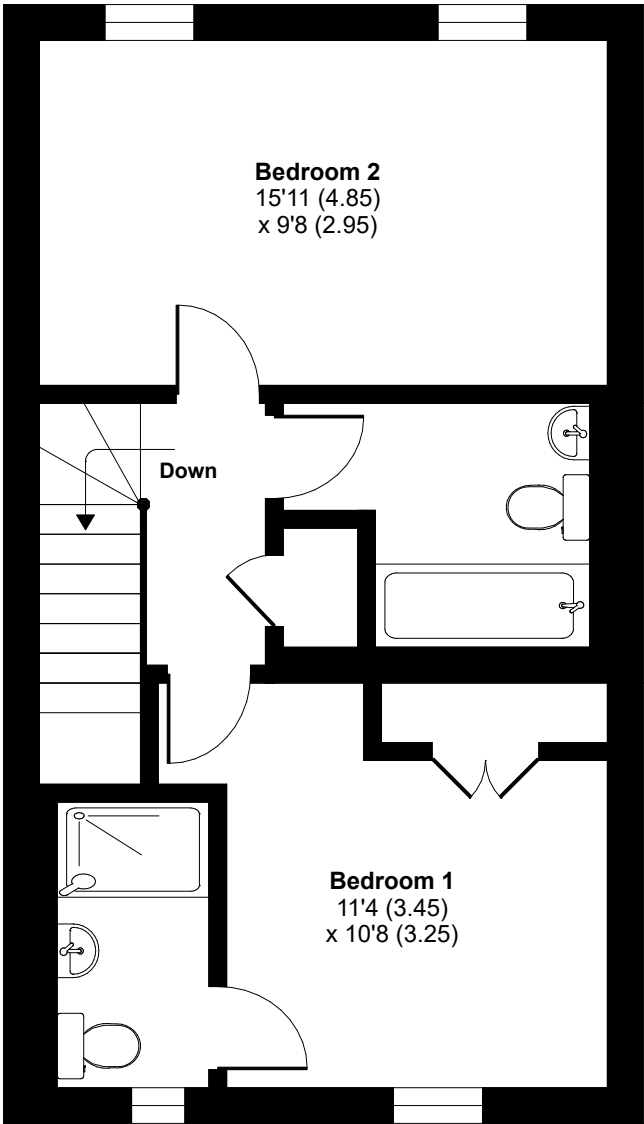 Bedroom 2
15'11 (4.85)
x 9'8 (2.95)
Down
Bedroom 1
11'4 (3.45)
x 10'8 (3.25)